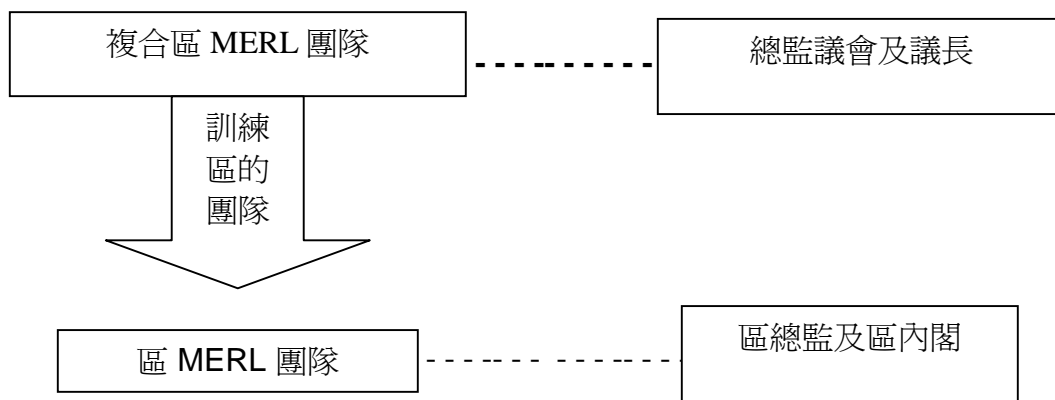 複合區 MERL 團隊
總監議會及議長
訓練
區的
團隊
區 MERL 團隊
區總監及區內閣